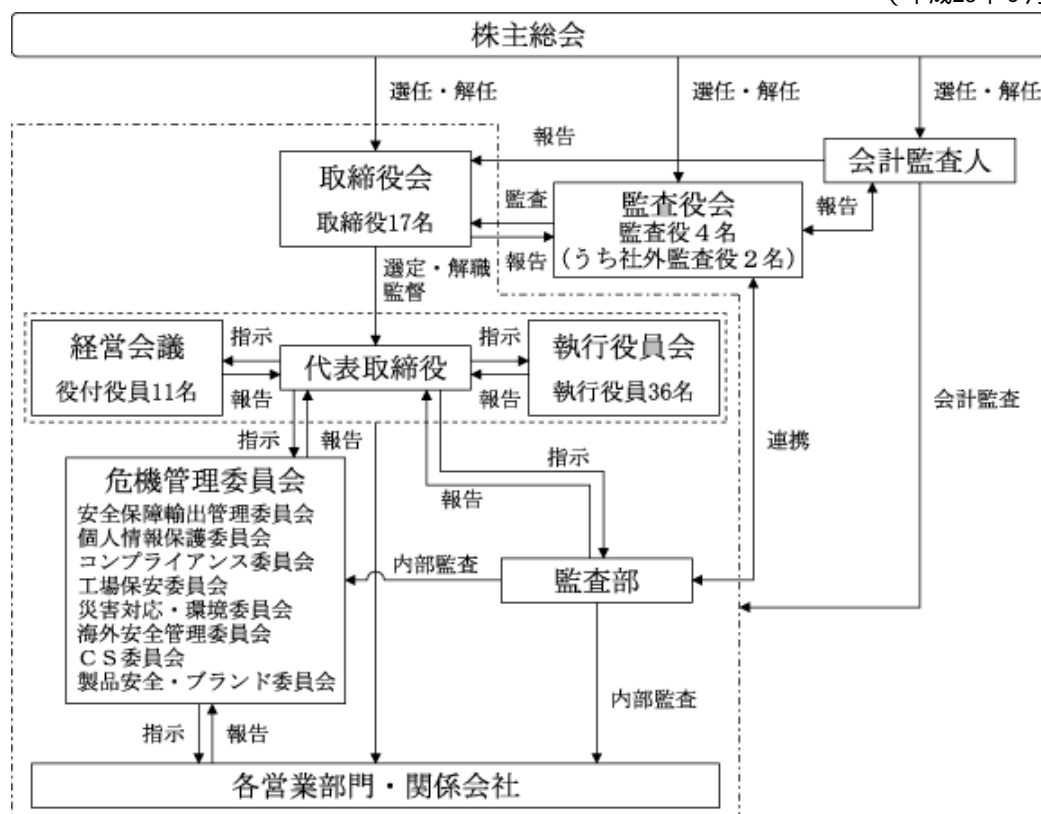 株主総会
選任・解任
選任・解任
選任・解任
報告
会計監査人
取締役会
取締役17名
監査
報告
監査役会
監査役４名
(うち社外監査役２名)
報告
選定・解職
監督
経営会議
役付役員11名
指示
報告
代表取締役
指示
報告
執行役員会
執行役員36名
会計監査
指示
報告
連携
指示
報告
危機管理委員会
安全保障輸出管理委員会
個人情報保護委員会
コンプライアンス委員会
工場保安委員会
災害対応・環境委員会
海外安全管理委員会
ＣＳ委員会
製品安全・ブランド委員会
内部監査
監査部
内部監査
指示
報告
各営業部門・関係会社